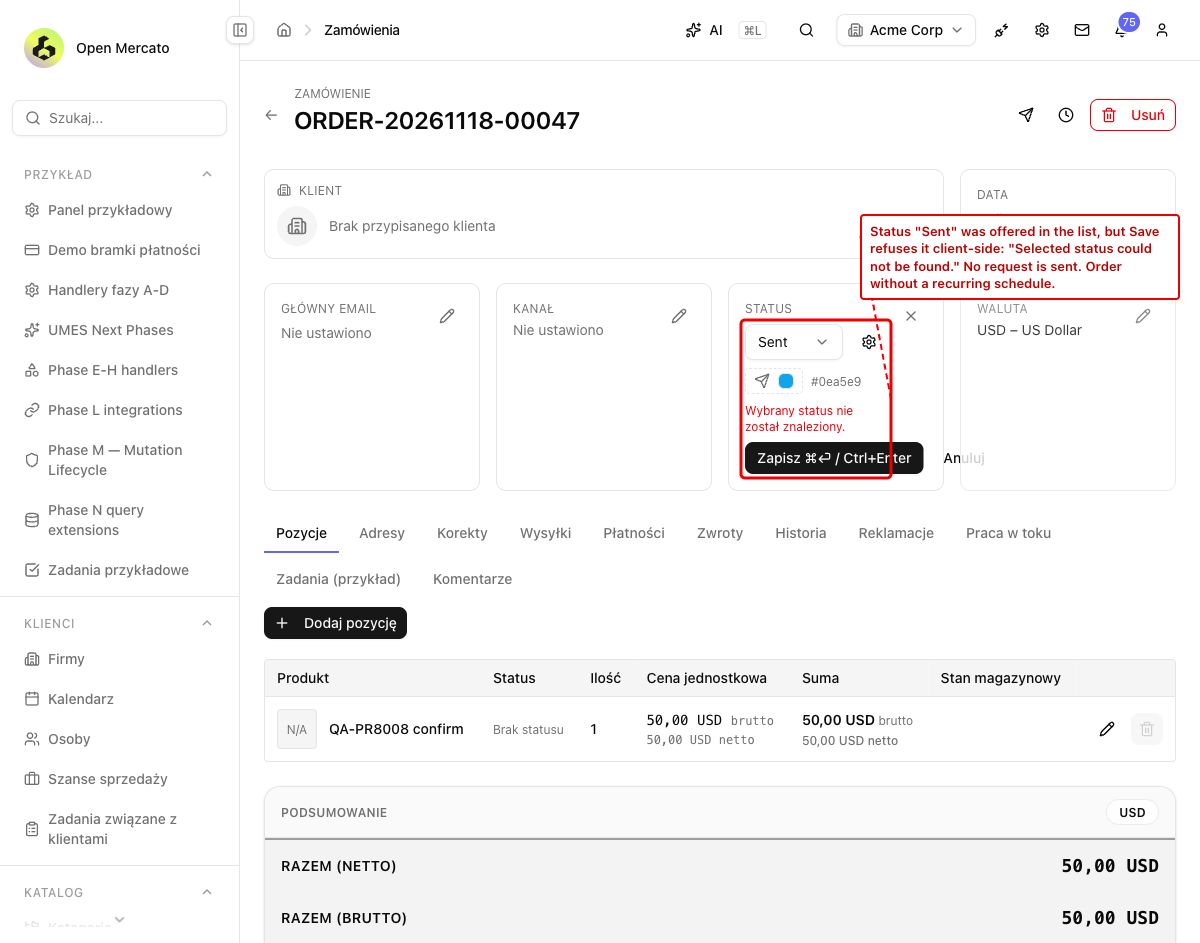 Open Mercato
Zamówienia
AI
⌘L
Acme Corp
75
Szukaj...
PRZYKŁAD
Panel przykładowy
Demo bramki płatności
Handlery fazy A-D
UMES Next Phases
Phase E-H handlers
Phase L integrations
Phase M — Mutation
Lifecycle
Phase N query
extensions
Zadania przykładowe
KLIENCI
Firmy
Kalendarz
Osoby
Szanse sprzedaży
Zadania związane z
klientami
KATALOG
ZAMÓWIENIE
ORDER-20261118-00047
Usuń
KLIENT
Brak przypisanego klienta
DATA
Status "Sent" was offered in the list, but Save
refuses it client-side: "Selected status could
not be found." No request is sent. Order
without a recurring schedule.
GŁÓWNY EMAIL
Nie ustawiono
KANAŁ
Nie ustawiono
STATUS
Sent
#0ea5e9
Wybrany status nie
został znaleziony.
Zapisz ⌘⏎ / Ctrl+Enter
Anuluj
WALUTA
USD – US Dollar
Pozycje Adresy Korekty Wysyłki Płatności Zwroty Historia Reklamacje Praca w toku
Zadania (przykład) Komentarze
Dodaj pozycję
Produkt Status Ilość Cena jednostkowa Suma Stan magazynowy
N/A QA-PR8008 confirm Brak statusu 1 50,00 USD brutto 50,00 USD brutto
50,00 USD netto 50,00 USD netto
PODSUMOWANIE USD
RAZEM (NETTO) 50,00 USD
RAZEM (BRUTTO) 50,00 USD